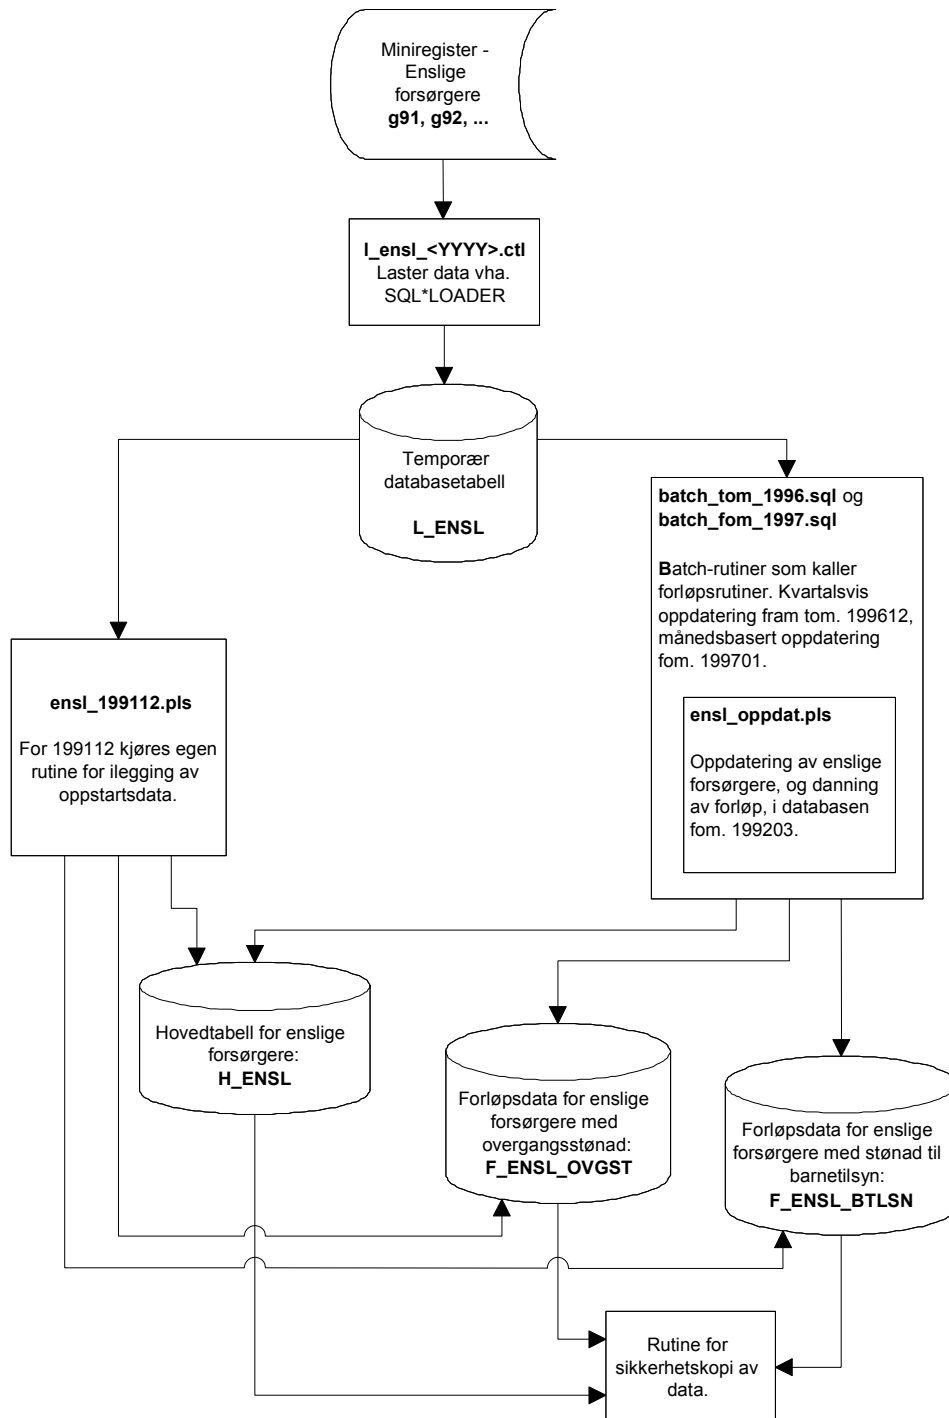 Miniregister -
Enslige
forsørgere
g91, g92, ...
l_ensl_<YYYY>.ctl
Laster data vha.
SQL*LOADER
Temporær
databasetabell
L_ENSL
batch_tom_1996.sql og
batch_fom_1997.sql
Batch-rutiner som kaller
forløpsrutiner. Kvartalsvis
oppdatering fram tom. 199612,
månedsbasert oppdatering
fom. 199701.
ensl_oppdat.pls
Oppdatering av enslige
forsørgere, og danning
av forløp, i databasen
fom. 199203.
ensl_199112.pls
For 199112 kjøres egen
rutine for ilegging av
oppstartsdata.
Hovedtabell for enslige
forsørgere:
H_ENSL
Forløpsdata for enslige
forsørgere med
overgangsstønad:
F_ENSL_OVGST
Forløpsdata for enslige
forsørgere med stønad til
barnetilsyn:
F_ENSL_BTLSN
Rutine for
sikkerhetskopi av
data.